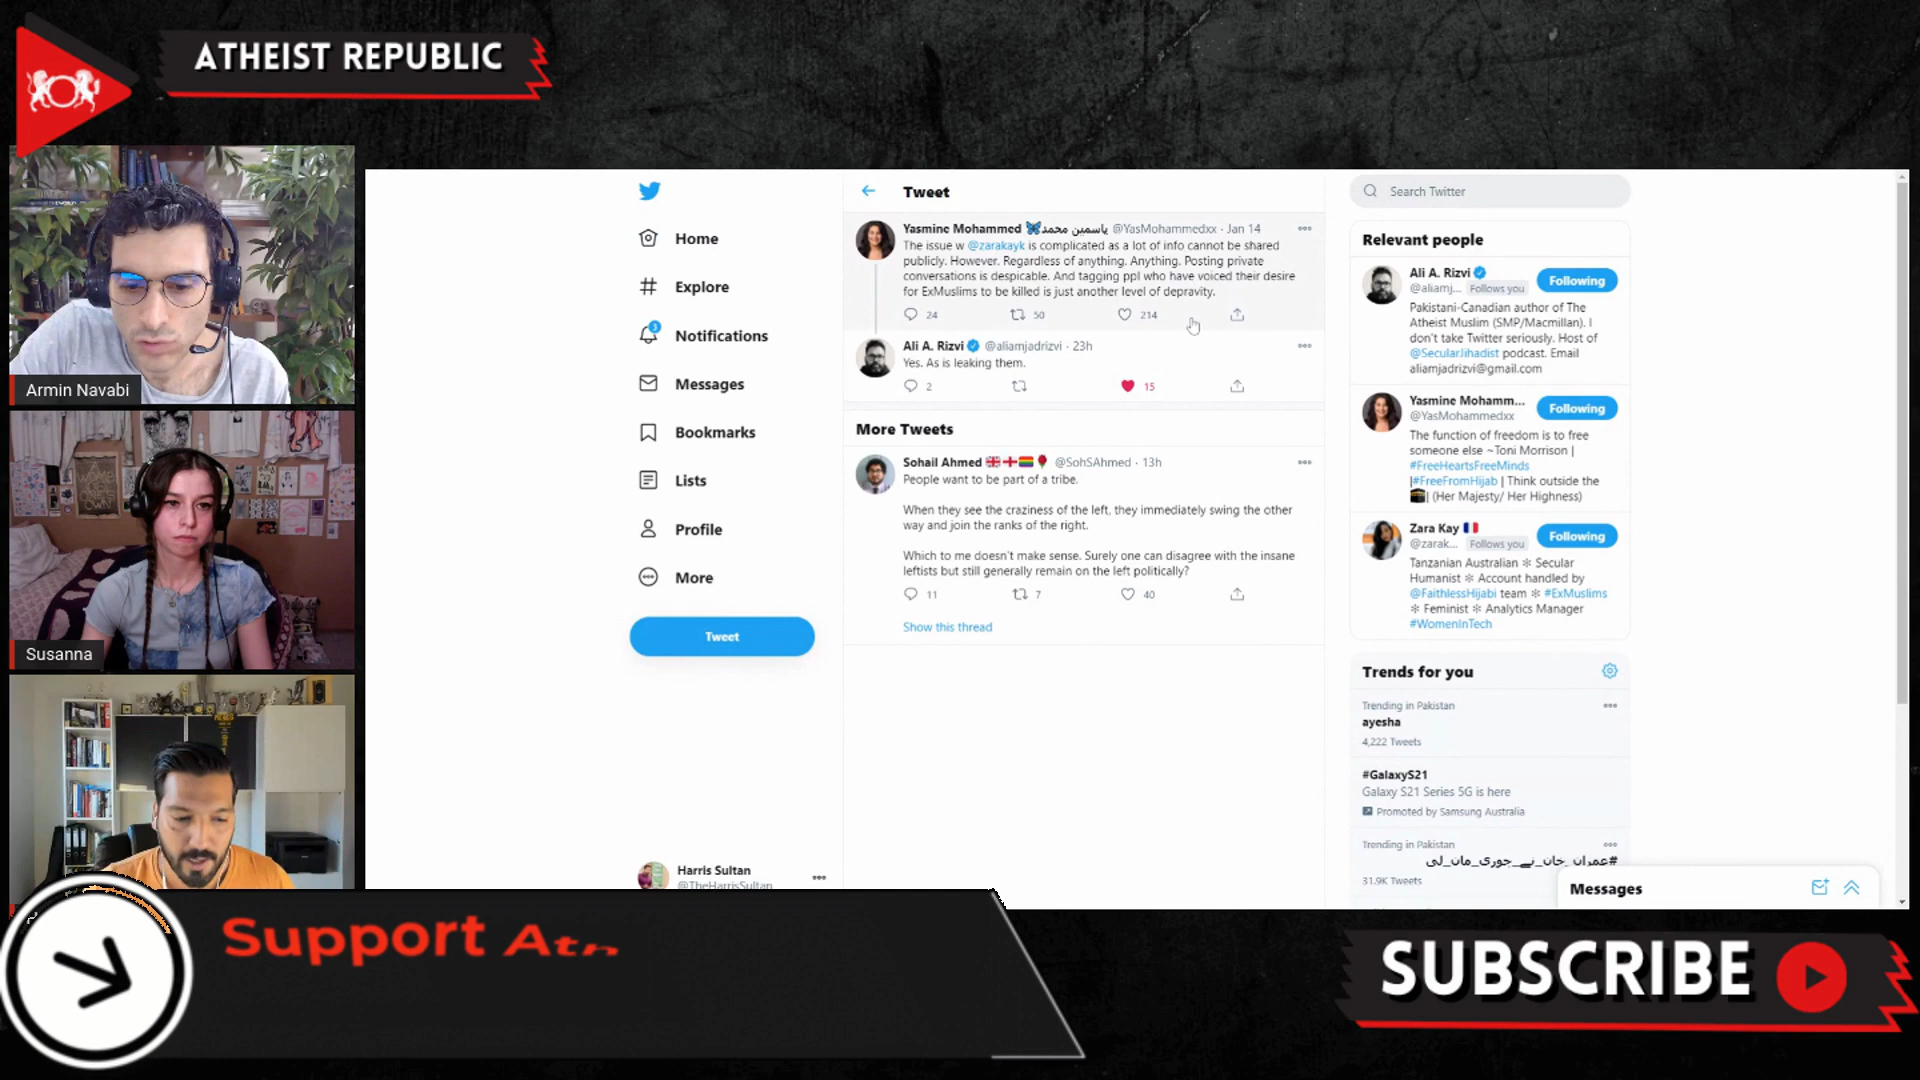 ATHEIST REPUBLIC
Armin Navabi
Susanna
Home
Explore
3
Notifications
Messages
Bookmarks
Lists
Profile
More
Tweet
Harris Sultan
@TheHarrisSultan
Tweet
Yasmine Mohammed 🦋 ياسمين محمد @YasMohammedxx · Jan 14
The issue w @zarakayk is complicated as a lot of info cannot be shared
publicly. However. Regardless of anything. Anything. Posting private
conversations is despicable. And tagging ppl who have voiced their desire
for ExMuslims to be killed is just another level of depravity.
24 50 214
Ali A. Rizvi @aliamjadrizvi · 23h
Yes. As is leaking them.
2 15
More Tweets
Sohail Ahmed 🇬🇧🏴󠁧󠁢󠁥󠁮󠁧󠁿🏳️‍🌈🌹 @SohSAhmed · 13h
People want to be part of a tribe.
When they see the craziness of the left, they immediately swing the other
way and join the ranks of the right.
Which to me doesn't make sense. Surely one can disagree with the insane
leftists but still generally remain on the left politically?
11 7 40
Show this thread
Search Twitter
Relevant people
Ali A. Rizvi
@aliamj... Follows you
Following
Pakistani-Canadian author of The
Atheist Muslim (SMP/Macmillan). I
don't take Twitter seriously. Host of
@SecularJihadist podcast. Email
aliamjadrizvi@gmail.com
Yasmine Mohamm...
@YasMohammedxx
Following
The function of freedom is to free
someone else ~Toni Morrison |
#FreeHeartsFreeMinds
|#FreeFromHijab | Think outside the
🕋| (Her Majesty/ Her Highness)
Zara Kay 🇫🇷
@zarak... Follows you
Following
Tanzanian Australian ✻ Secular
Humanist ✻ Account handled by
@FaithlessHijabi team ✻ #ExMuslims
✻ Feminist ✻ Analytics Manager
#WomenInTech
Trends for you
Trending in Pakistan
ayesha
4,222 Tweets
#GalaxyS21
Galaxy S21 Series 5G is here
Promoted by Samsung Australia
Trending in Pakistan
#عمران_خان_نے_چوری_مان_لی
31.9K Tweets
Messages
Support Ath
SUBSCRIBE